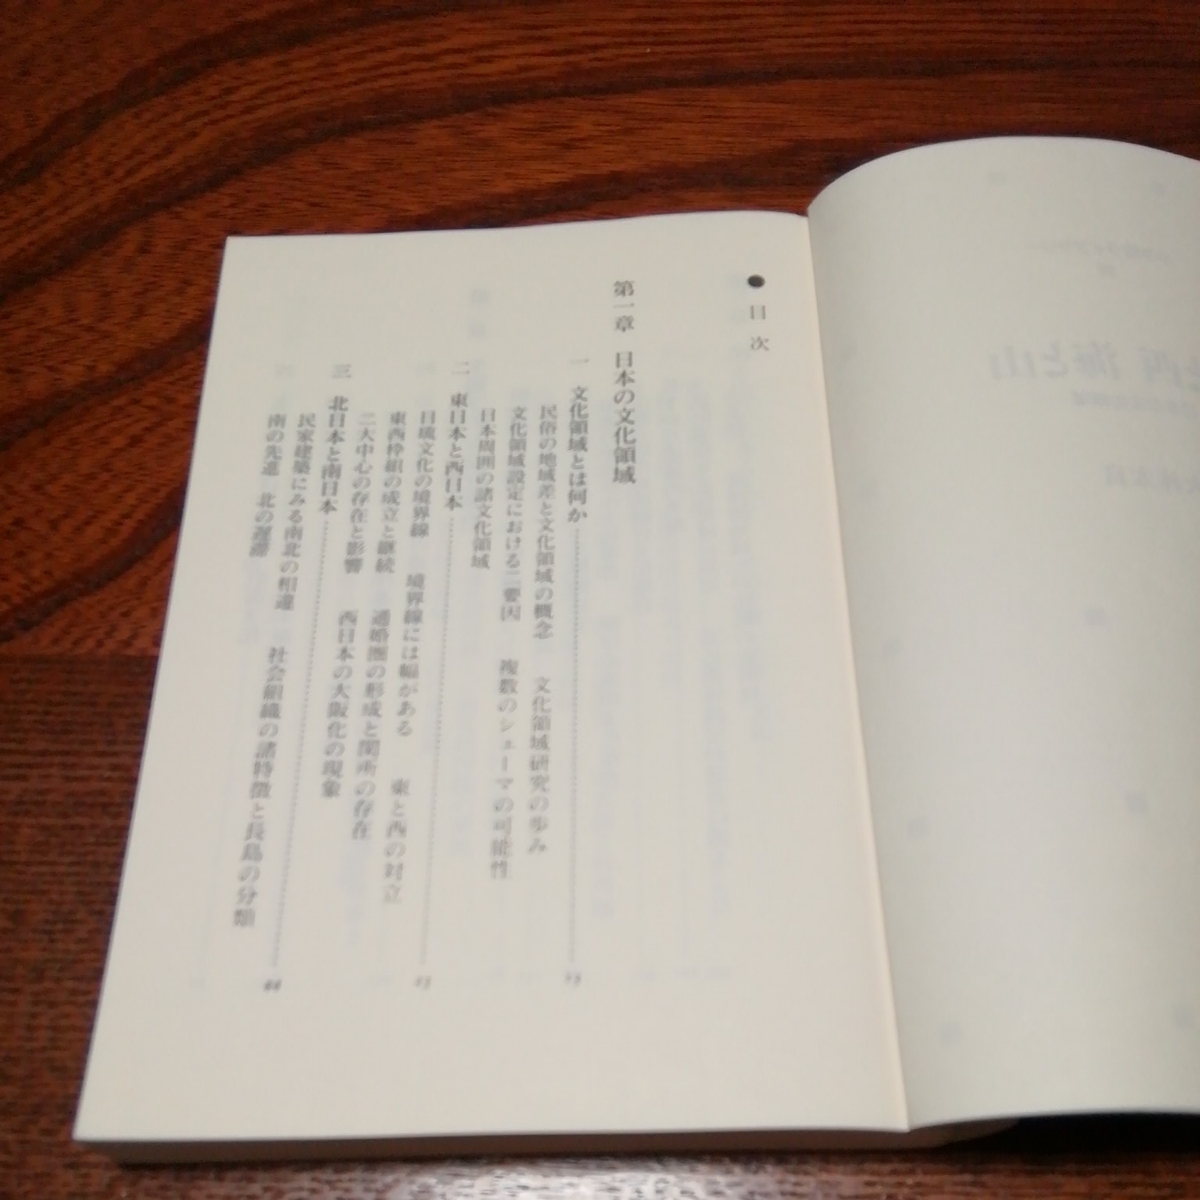 ●目次
第一章 日本の文化領域
一 文化領域とは何か
民俗の地域差と文化領域の概念 文化領域研究の歩み
文化領域設定における二要因 複数のシェーマの可能性
日本周囲の諸文化領域
二 東日本と西日本
日琉文化の境界線 境界線には幅がある 東と西の対立
東西枠組の成立と継続 通婚圏の形成と関所の存在
二大中心の存在と影響 西日本の大阪化の現象
三 北日本と南日本 44
民家建築にみる南北の相違 社会組織の諸特徴と長島の分類
南の先進 北の遅滞
西 海と山